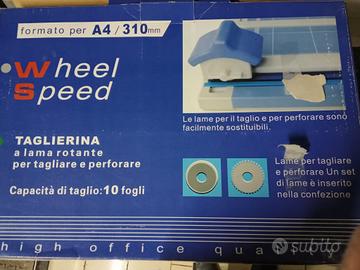 formato per A4 / 310mm
Wheel
Speed
Le lame per il taglio e per perforare sono
facilmente sostituibili.
TAGLIERINA
a lama rotante
per tagliare e perforare
Capacità di taglio: 10 fogli
Lame per tagliare
e perforare Un set
di lame è inserito
nella confezione
high office qua
subito